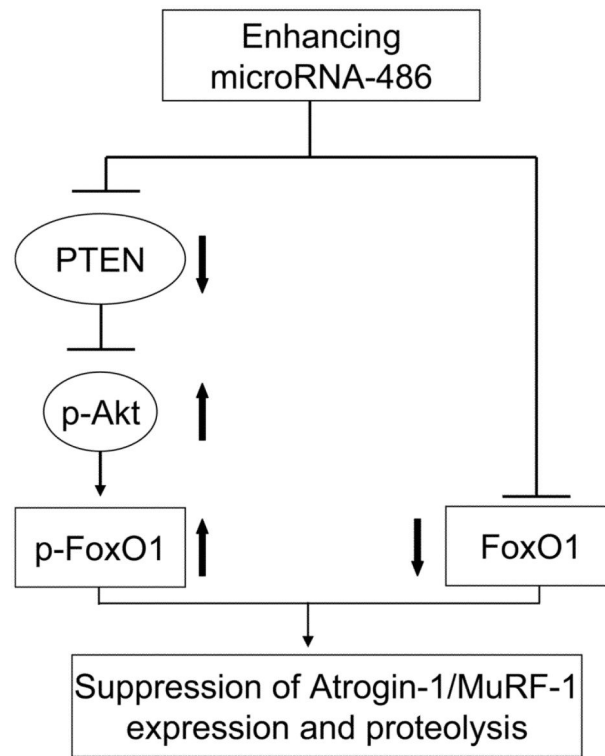 Enhancing
microRNA-486
PTEN
p-Akt
p-FoxO1
FoxO1
Suppression of Atrogin-1/MuRF-1
expression and proteolysis